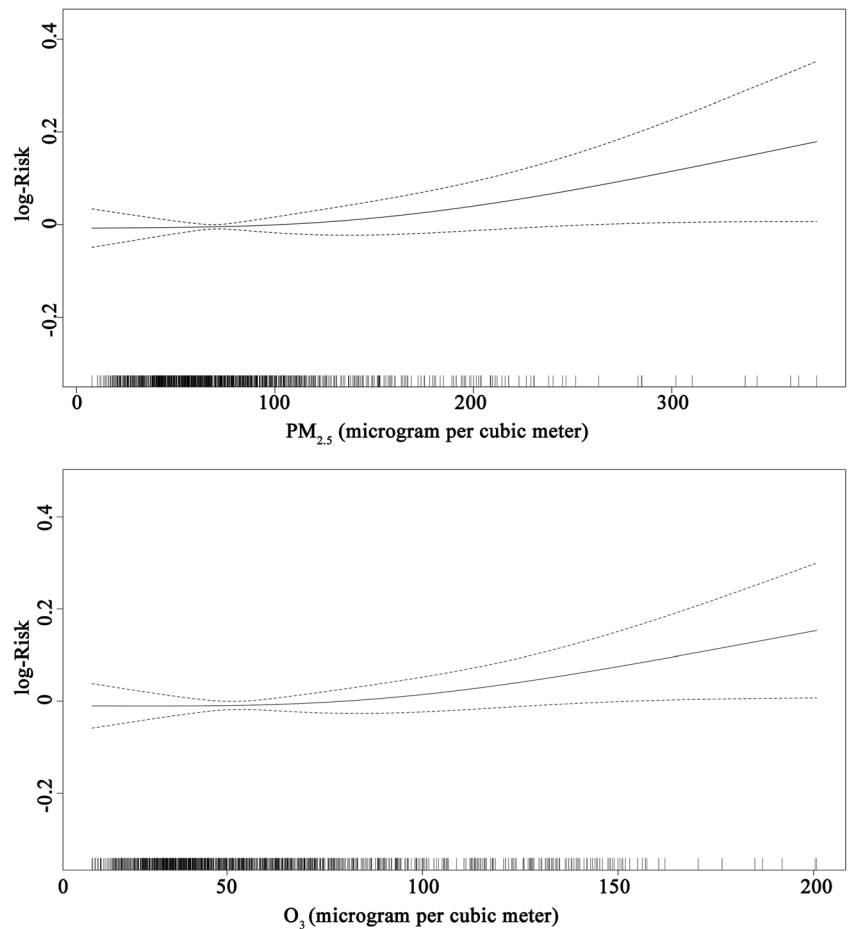 0.4
0.2
0
-0.2
log-Risk
0 100 200 300
PM2.5 (microgram per cubic meter)
0.4
0.2
0
-0.2
log-Risk
0 50 100 150 200
O3 (microgram per cubic meter)